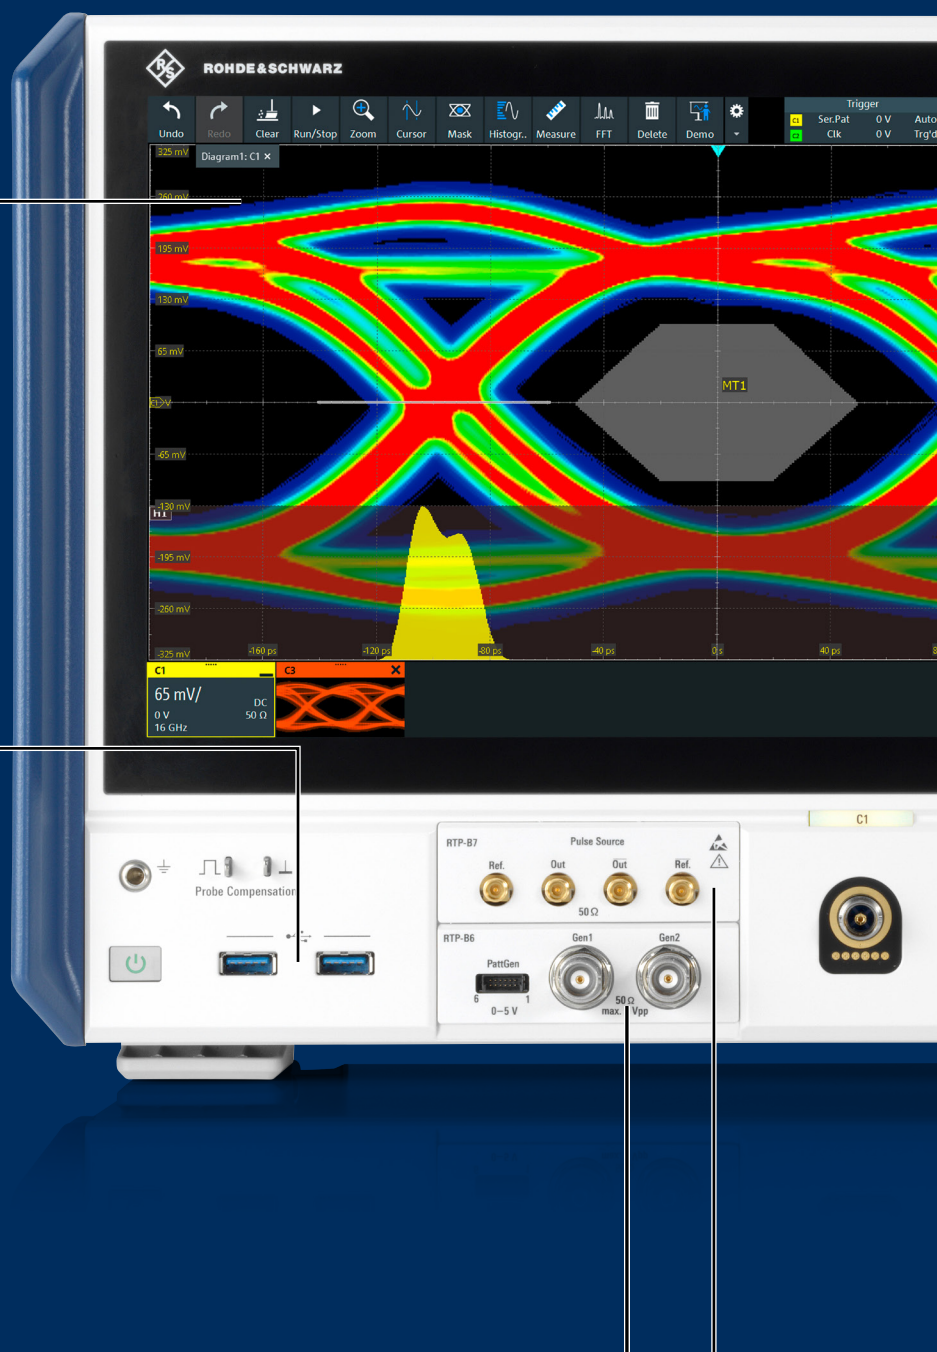 ROHDE & SCHWARZ
Undo Redo Clear Run/Stop Zoom Cursor Mask Histogr.. Measure FFT Delete Demo
Trigger
C1 Ser.Pat 0 V Auto
C2 Clk 0 V Trg'd
Diagram1: C1 ×
325 mV
260 mV
195 mV
130 mV
65 mV
MT1
-65 mV
-130 mV
H1
-195 mV
-260 mV
-325 mV
-160 ps -120 ps -80 ps -40 ps 0 s 40 ps
C1
65 mV/
DC
0 V 50 Ω
16 GHz
C3
C1
RTP-B7 Pulse Source
Ref. Out Out Ref.
50 Ω
Probe Compensation
RTP-B6 Gen1 Gen2
PattGen
6 1
0–5 V
50 Ω
max. Vpp